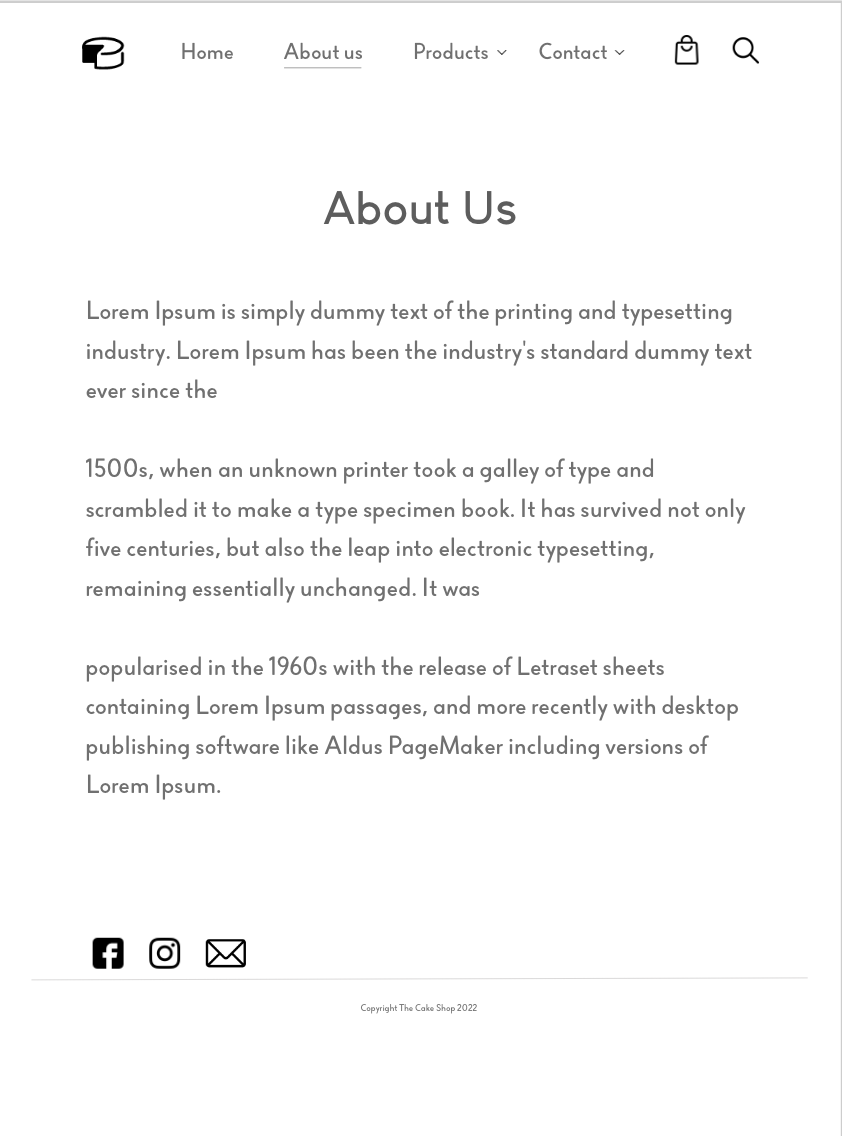 Home About us Products Contact
About Us
Lorem Ipsum is simply dummy text of the printing and typesetting
industry. Lorem Ipsum has been the industry's standard dummy text
ever since the
1500s, when an unknown printer took a galley of type and
scrambled it to make a type specimen book. It has survived not only
five centuries, but also the leap into electronic typesetting,
remaining essentially unchanged. It was
popularised in the 1960s with the release of Letraset sheets
containing Lorem Ipsum passages, and more recently with desktop
publishing software like Aldus PageMaker including versions of
Lorem Ipsum.
Copyright The Cake Shop 2022